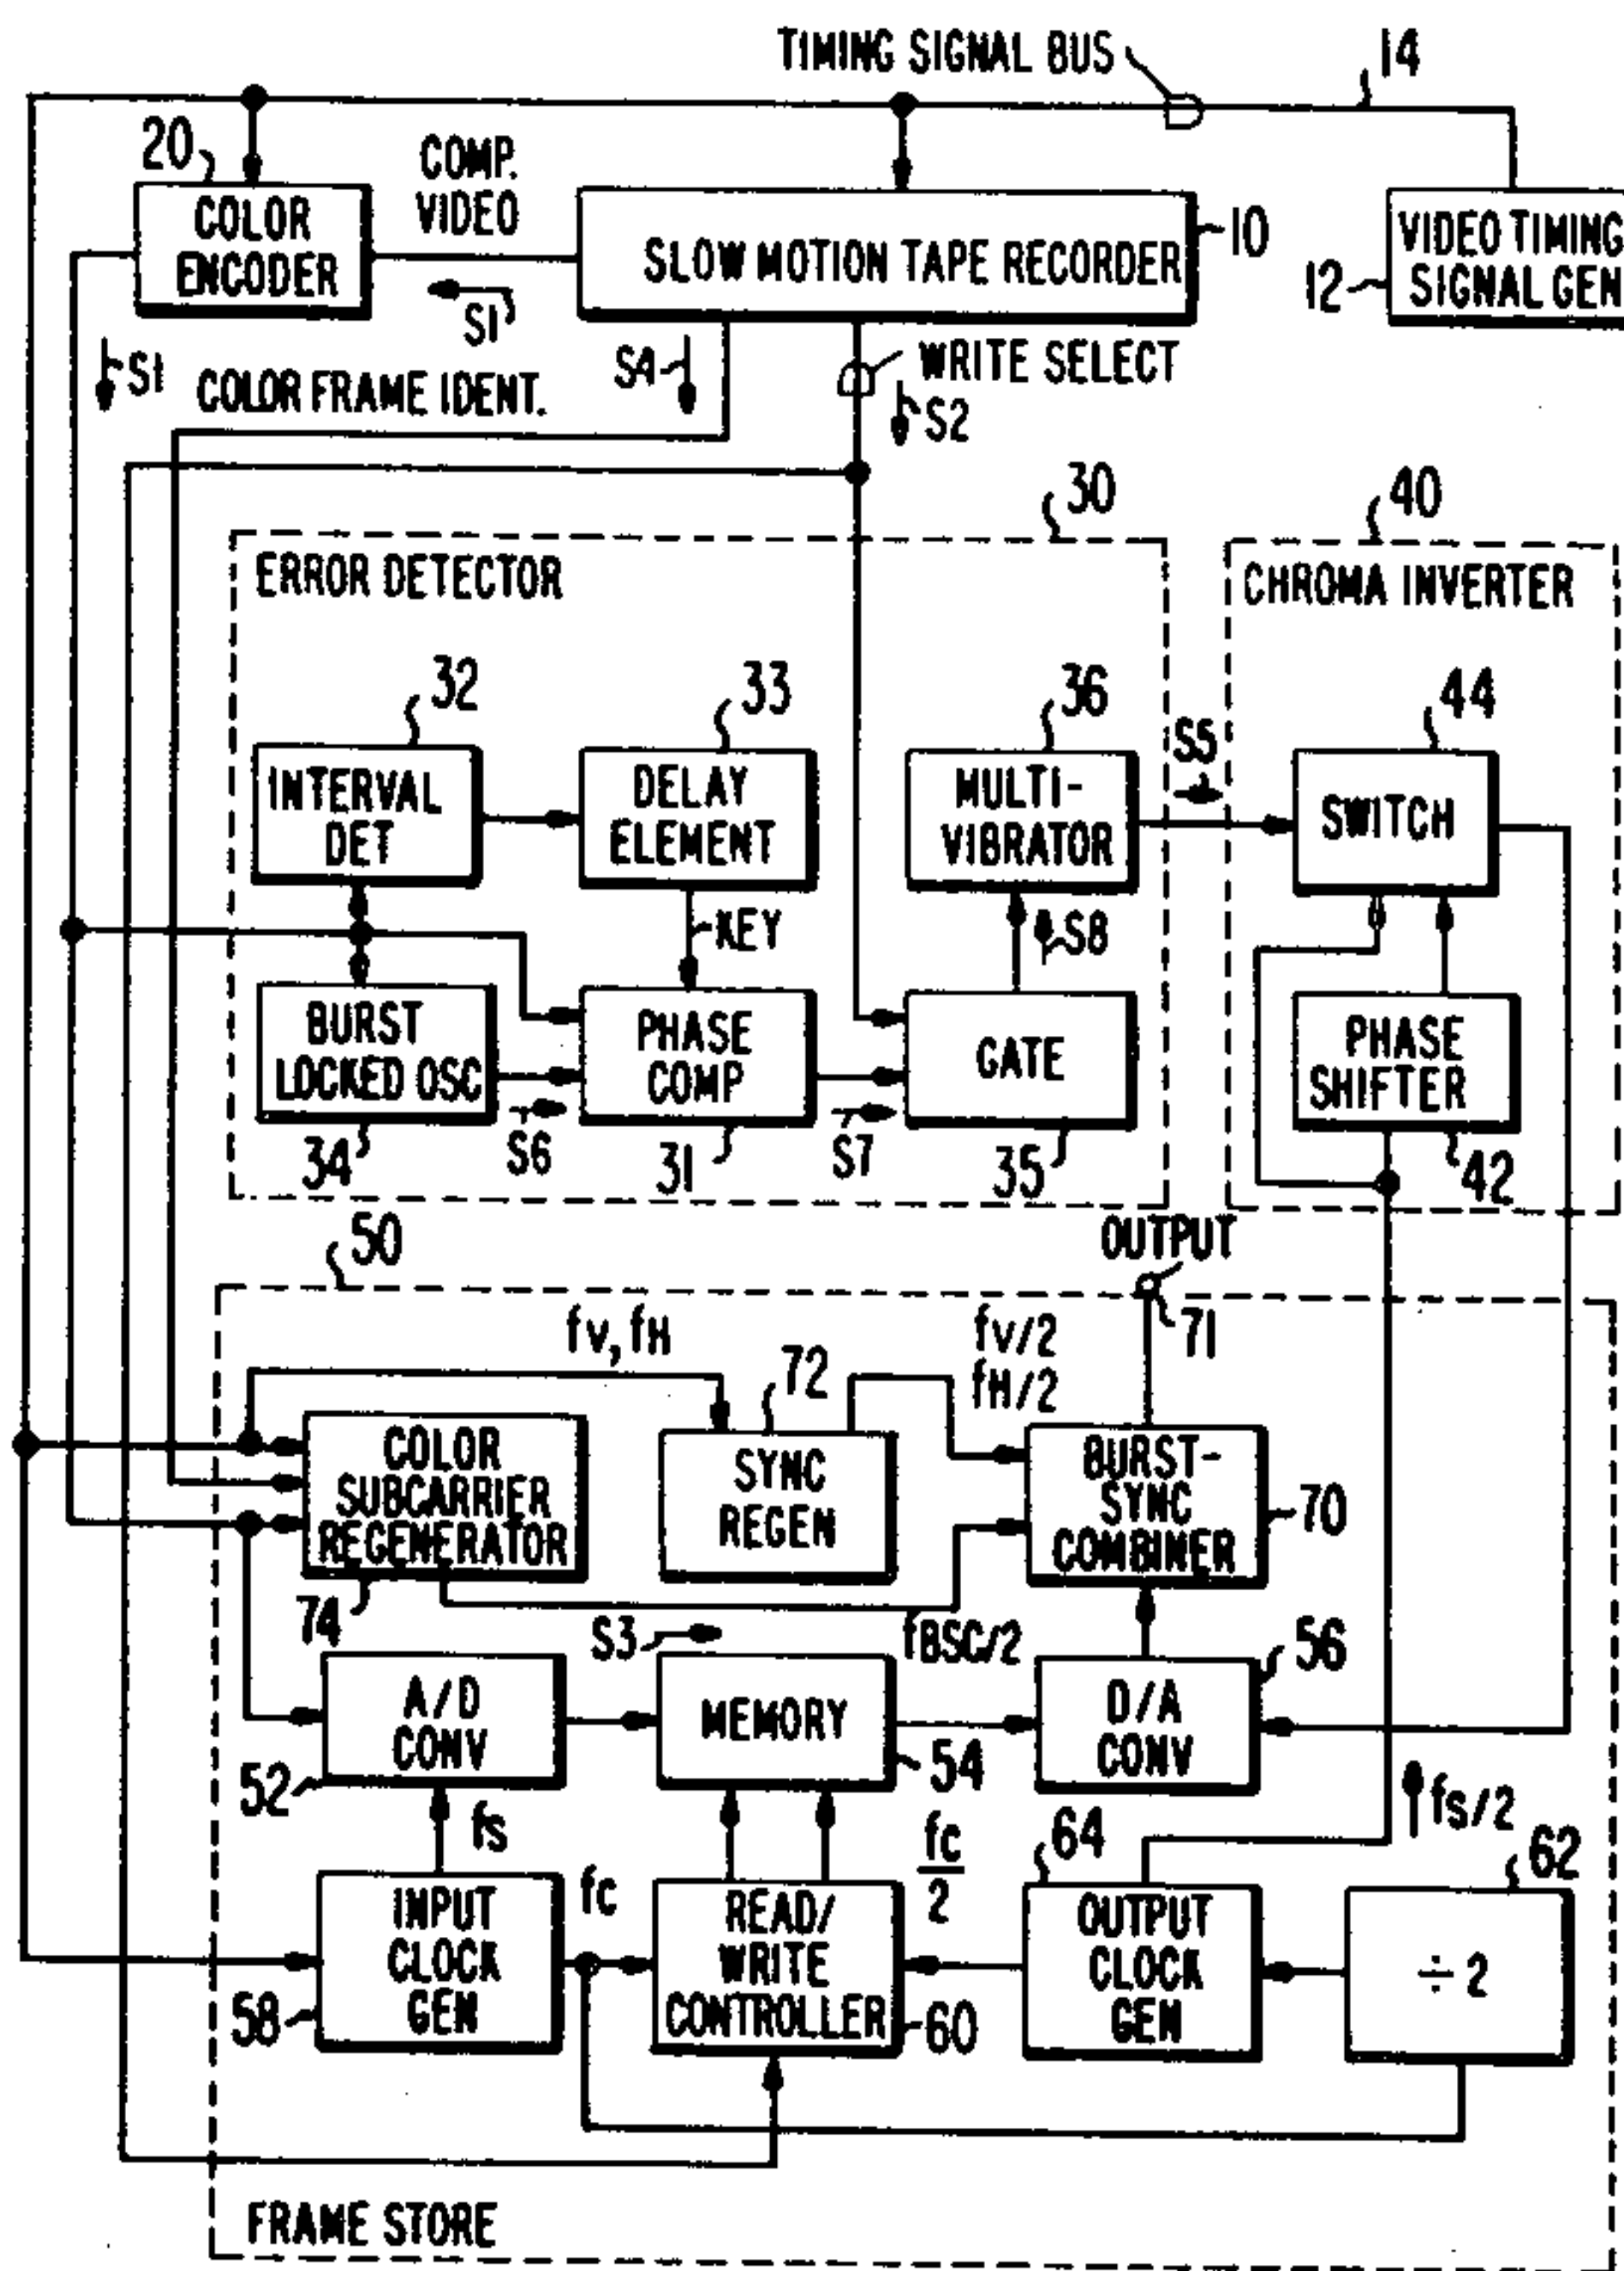 TIMING SIGNAL BUS
14
20
COMP.
VIDEO
COLOR
ENCODER
SLOW MOTION TAPE RECORDER
10
VIDEO TIMING
SIGNAL GEN
12
S1
S1
COLOR FRAME IDENT.
S4
WRITE SELECT
S2
30
40
ERROR DETECTOR
CHROMA INVERTER
32
33
36
S5
44
INTERVAL
DET
DELAY
ELEMENT
MULTI-
VIBRATOR
SWITCH
KEY
S8
BURST
LOCKED OSC
PHASE
COMP
GATE
PHASE
SHIFTER
34
S6
31
S7
35
42
50
OUTPUT
71
fV, fH
72
fV/2
fH/2
COLOR
SUBCARRIER
REGENERATOR
SYNC
REGEN
BURST-
SYNC
COMBINER
70
74
S3
fBSC/2
56
A/D
CONV
MEMORY
D/A
CONV
52
54
fS
fS/2
fC
fC
2
64
62
INPUT
CLOCK
GEN
READ/
WRITE
CONTROLLER
OUTPUT
CLOCK
GEN
÷ 2
58
60
FRAME STORE